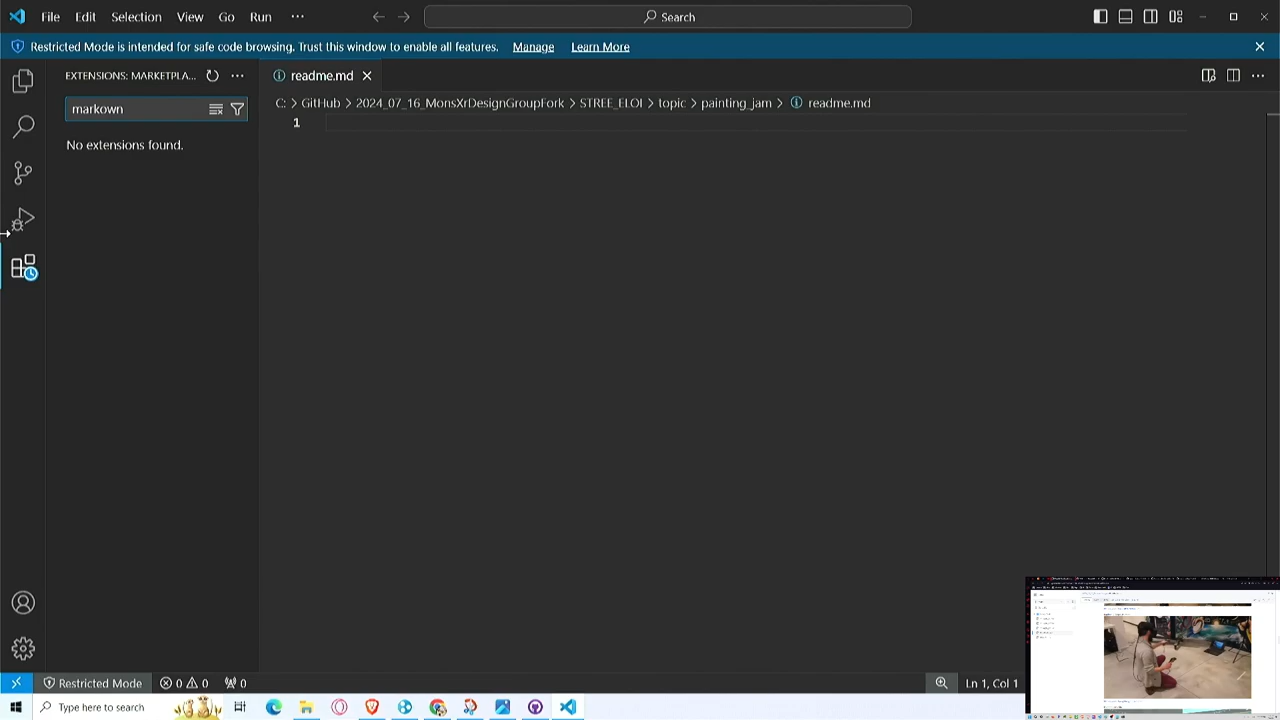 File Edit Selection View Go Run ··· Search
Restricted Mode is intended for safe code browsing. Trust this window to enable all features. Manage Learn More
EXTENSIONS: MARKETPLA... ··· readme.md
C: > GitHub > 2024_07_16_MonsXrDesignGroupFork > STREE_ELOI > topic > painting_jam > readme.md
markown
1
No extensions found.
Restricted Mode 0 0 0 Ln 1, Col 1
Type here to search